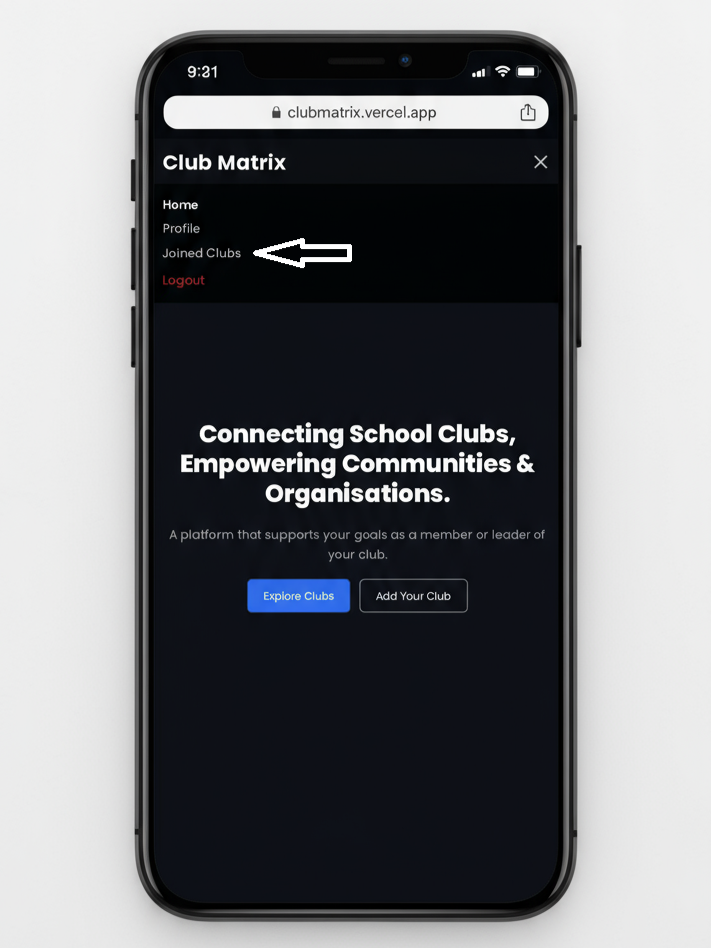 9:21
clubmatrix.vercel.app
Club Matrix
Home
Profile
Joined Clubs
Logout
Connecting School Clubs,
Empowering Communities &
Organisations.
A platform that supports your goals as a member or leader of
your club.
Explore Clubs
Add Your Club